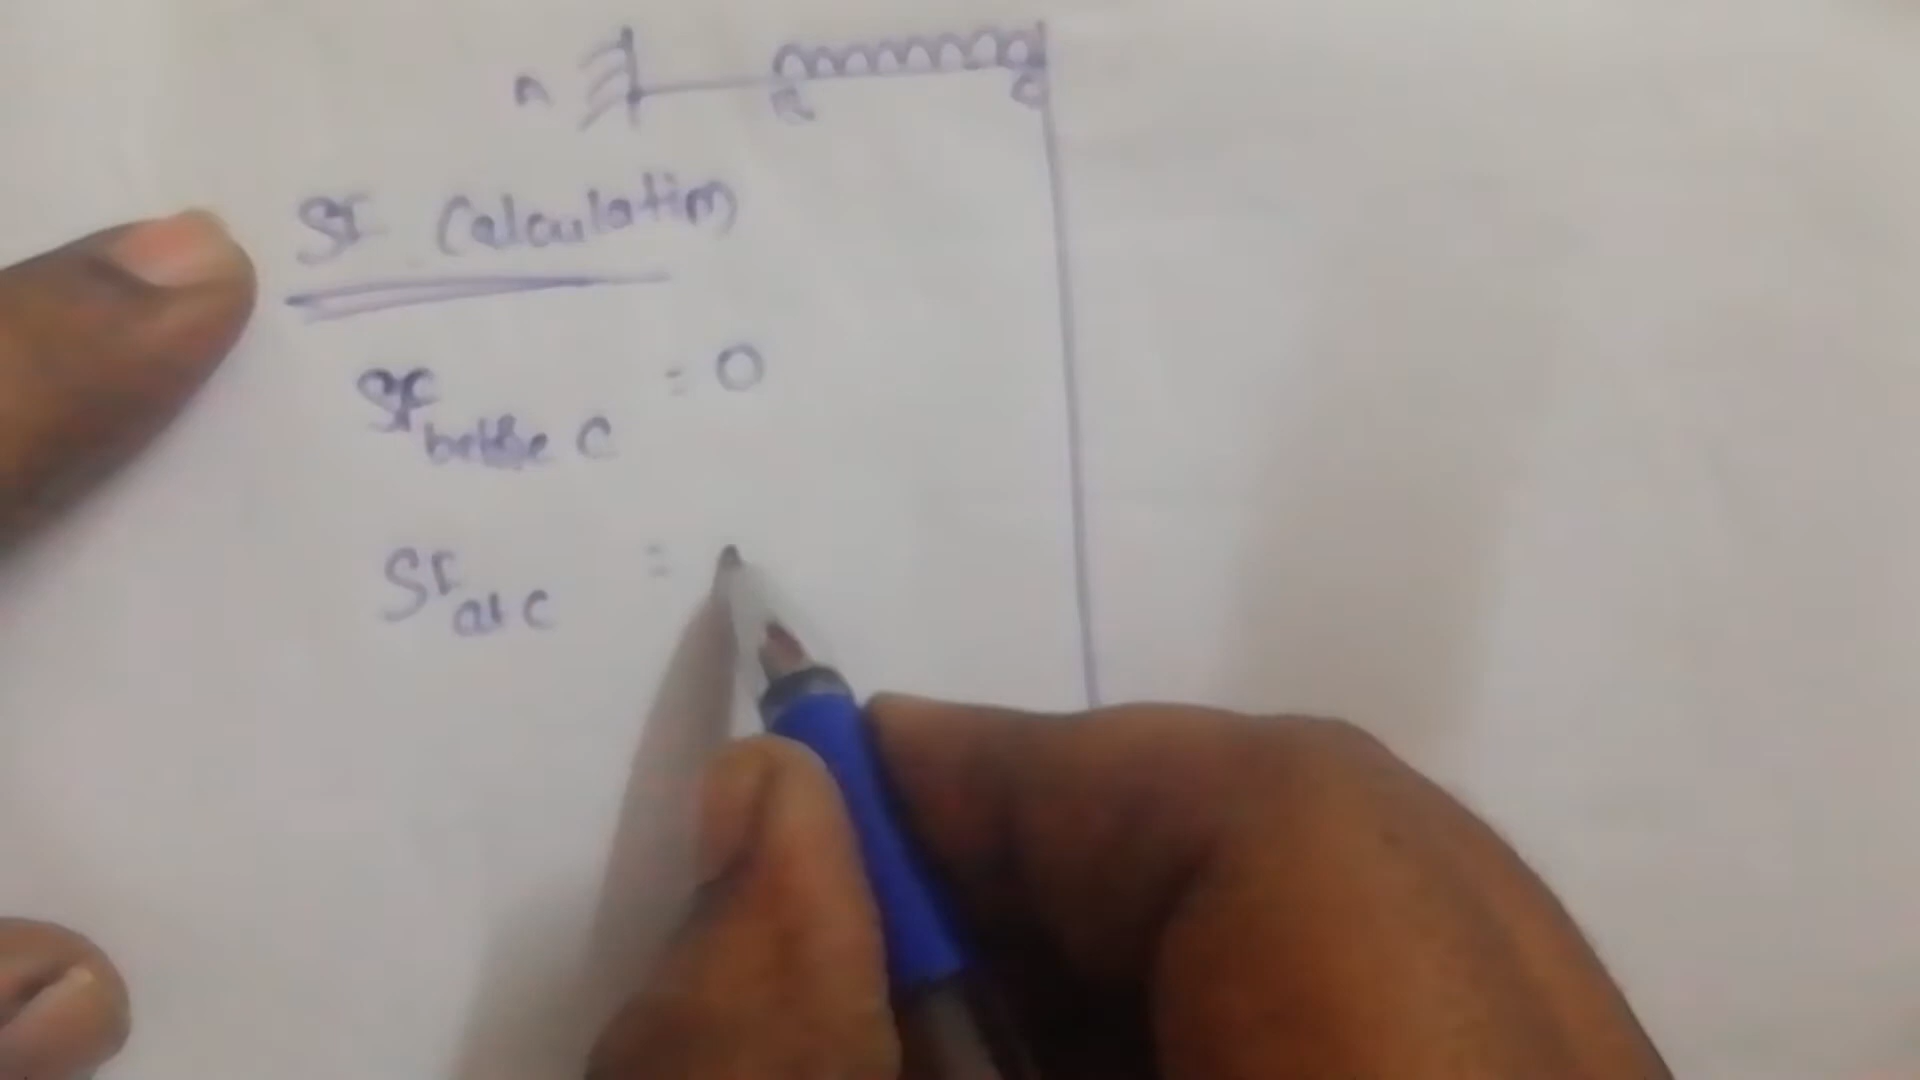 A B C
SF Calculation
SF before C = 0
SF at C =